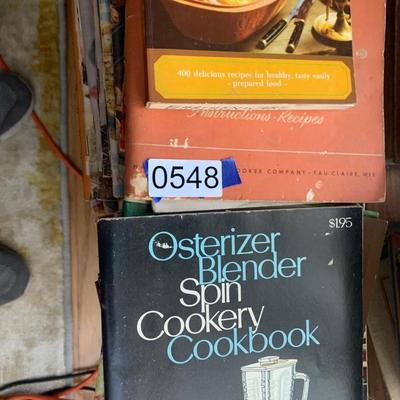 400 delicious recipes for healthy, tasty easily
- prepared food -
Instructions · Recipes
0548
OOKER COMPANY · EAU CLAIRE, WIS
$1.95
Osterizer
Blender
Spin
Cookery
Cookbook